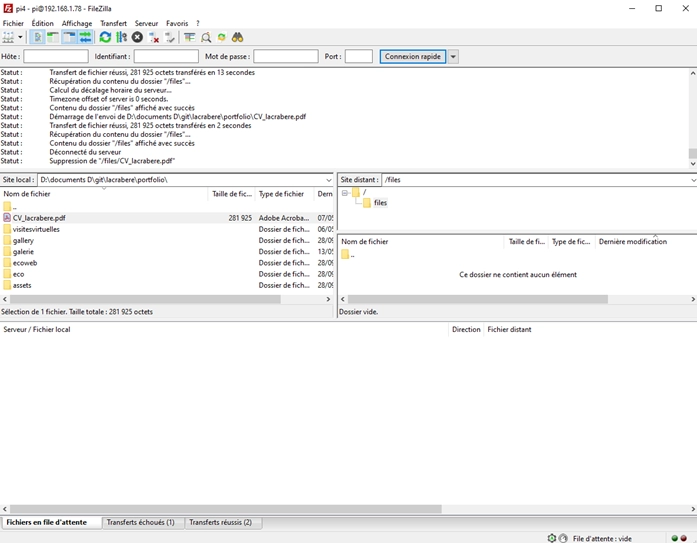 pi4 - pi@192.168.1.78 - FileZilla
Fichier Édition Affichage Transfert Serveur Favoris ?
Hôte : Identifiant : Mot de passe : Port : Connexion rapide
Statut : Transfert de fichier réussi, 281 925 octets transférés en 13 secondes
Statut : Récupération du contenu du dossier "/files"...
Statut : Calcul du décalage horaire du serveur...
Statut : Timezone offset of server is 0 seconds.
Statut : Contenu du dossier "/files" affiché avec succès
Statut : Démarrage de l'envoi de D:\documents D\git\lacrabere\portfolio\CV_lacrabere.pdf
Statut : Transfert de fichier réussi, 281 925 octets transférés en 2 secondes
Statut : Récupération du contenu du dossier "/files"...
Statut : Contenu du dossier "/files" affiché avec succès
Statut : Déconnecté du serveur
Statut : Suppression de "/files/CV_lacrabere.pdf"
Site local : D:\documents D\git\lacrabere\portfolio\
Nom de fichier Taille de fic... Type de fichier Dern
..
CV_lacrabere.pdf 281 925 Adobe Acroba... 07/05
visitesvirtuelles Dossier de fich... 06/05
gallery Dossier de fich... 28/09
galerie Dossier de fich... 13/05
ecoweb Dossier de fich... 28/09
eco Dossier de fich... 28/09
assets Dossier de fich... 28/09
Sélection de 1 fichier. Taille totale : 281 925 octets
Site distant : /files
/
files
Nom de fichier Taille de fi... Type de fic... Dernière modification
..
Ce dossier ne contient aucun élément
Dossier vide.
Serveur / Fichier local Direction Fichier distant
Fichiers en file d'attente Transferts échoués (1) Transferts réussis (2)
File d'attente : vide